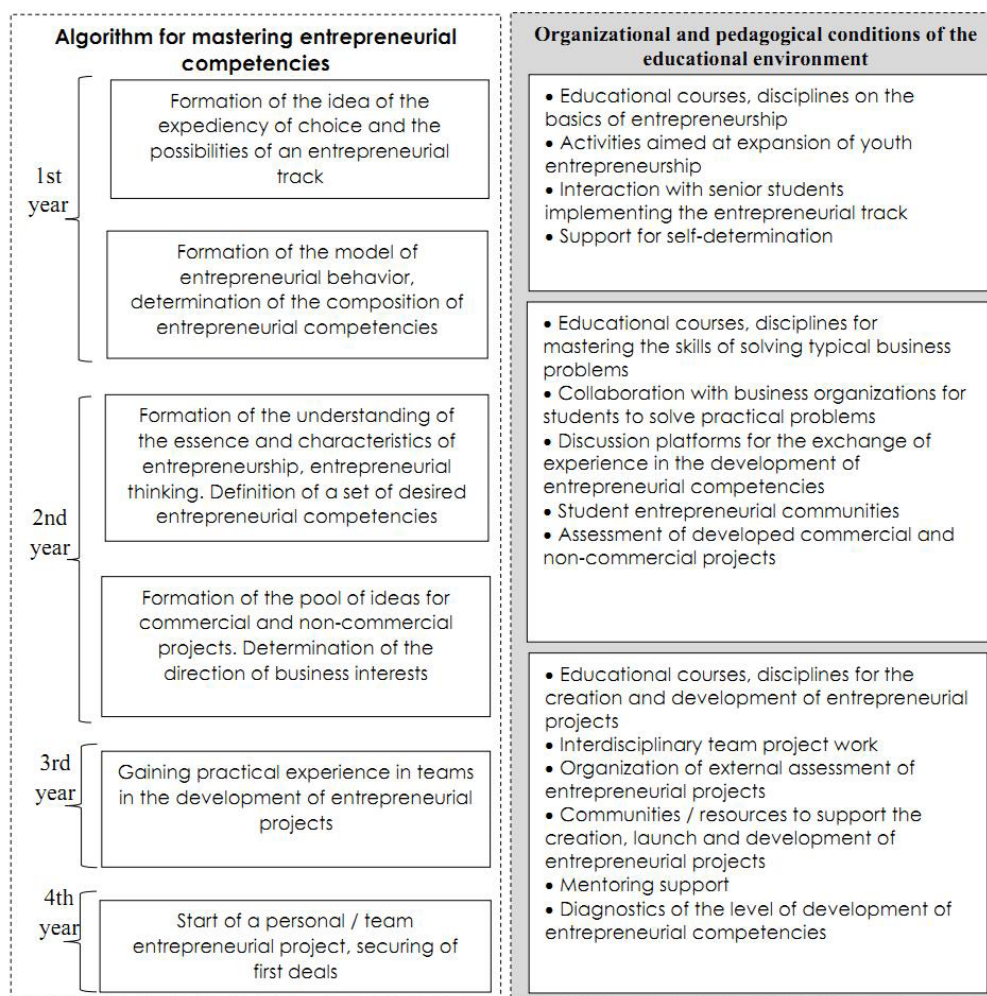 Algorithm for mastering entrepreneurial
competencies
1st
year
Formation of the idea of the
expediency of choice and the
possibilities of an entrepreneurial
track
Formation of the model of
entrepreneurial behavior,
determination of the composition of
entrepreneurial competencies
2nd
year
Formation of the understanding of
the essence and characteristics of
entrepreneurship, entrepreneurial
thinking. Definition of a set of desired
entrepreneurial competencies
Formation of the pool of ideas for
commercial and non-commercial
projects. Determination of the
direction of business interests
3rd
year
Gaining practical experience in teams
in the development of entrepreneurial
projects
4th
year
Start of a personal / team
entrepreneurial project, securing of
first deals
Organizational and pedagogical conditions of the
educational environment
• Educational courses, disciplines on the
basics of entrepreneurship
• Activities aimed at expansion of youth
entrepreneurship
• Interaction with senior students
implementing the entrepreneurial track
• Support for self-determination
• Educational courses, disciplines for
mastering the skills of solving typical business
problems
• Collaboration with business organizations for
students to solve practical problems
• Discussion platforms for the exchange of
experience in the development of
entrepreneurial competencies
• Student entrepreneurial communities
• Assessment of developed commercial and
non-commercial projects
• Educational courses, disciplines for the
creation and development of entrepreneurial
projects
• Interdisciplinary team project work
• Organization of external assessment of
entrepreneurial projects
• Communities / resources to support the
creation, launch and development of
entrepreneurial projects
• Mentoring support
• Diagnostics of the level of development of
entrepreneurial competencies